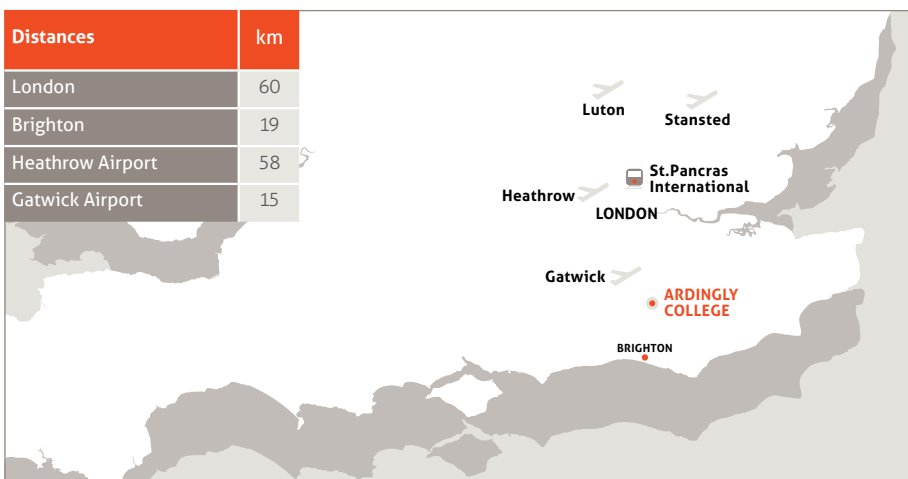 Distances km
London 60
Brighton 19
Heathrow Airport 58
Gatwick Airport 15
Luton
Stansted
St.Pancras
International
Heathrow
LONDON
Gatwick
ARDINGLY
COLLEGE
BRIGHTON